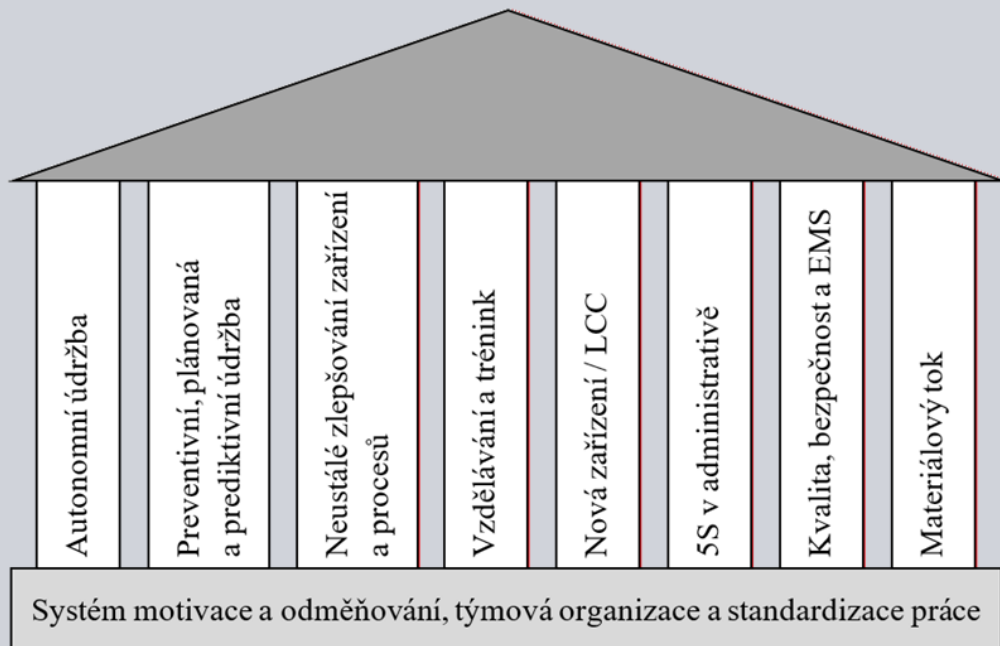 Autonomní údržba
Preventivní, plánovaná
a prediktivní údržba
Neustálé zlepšování zařízení
a procesů
Vzdělávání a trénink
Nová zařízení / LCC
5S v administrativě
Kvalita, bezpečnost a EMS
Materiálový tok
Systém motivace a odměňování, týmová organizace a standardizace práce